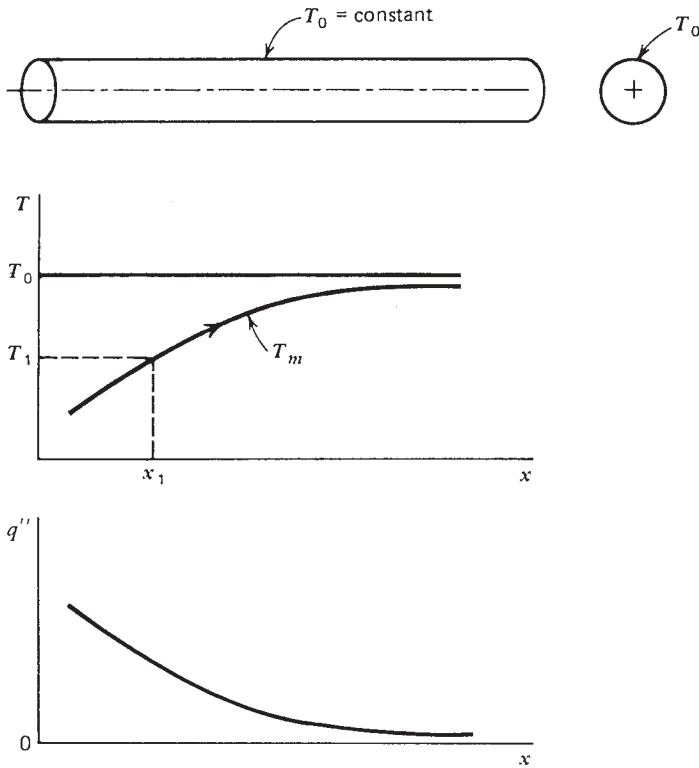 T₀ = constant
T₀
T
T₀
T₁
Tₘ
x₁
x
q''
0
x